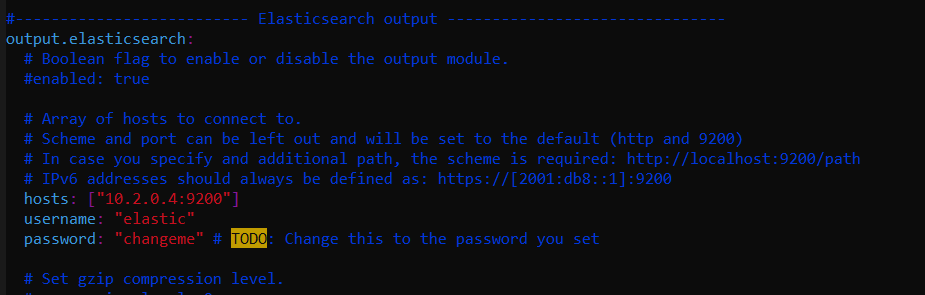 #-------------------------- Elasticsearch output -------------------------------
output.elasticsearch:
# Boolean flag to enable or disable the output module.
#enabled: true
# Array of hosts to connect to.
# Scheme and port can be left out and will be set to the default (http and 9200)
# In case you specify and additional path, the scheme is required: http://localhost:9200/path
# IPv6 addresses should always be defined as: https://[2001:db8::1]:9200
hosts: ["10.2.0.4:9200"]
username: "elastic"
password: "changeme" # TODO: Change this to the password you set
# Set gzip compression level.